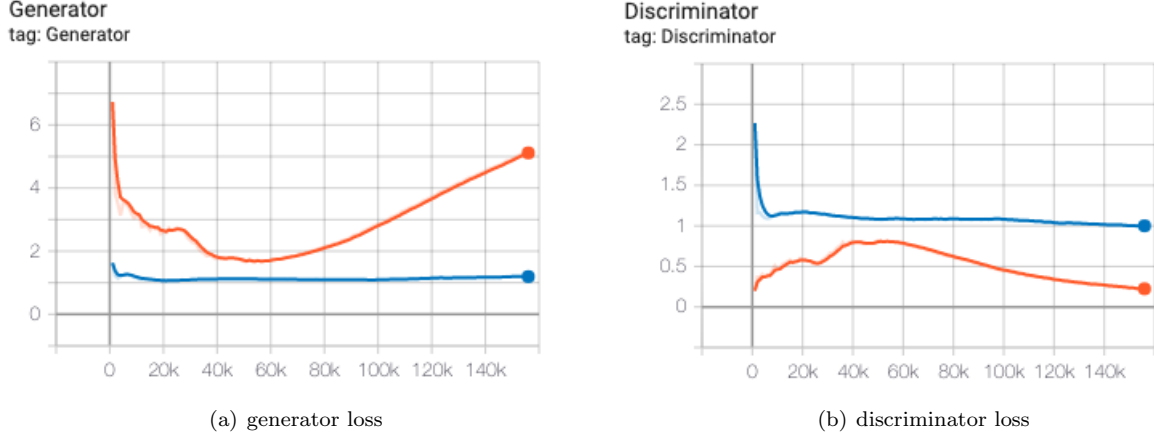 Generator
tag: Generator
6
4
2
0
0 20k 40k 60k 80k 100k 120k 140k
(a) generator loss
Discriminator
tag: Discriminator
2.5
2
1.5
1
0.5
0
0 20k 40k 60k 80k 100k 120k 140k
(b) discriminator loss